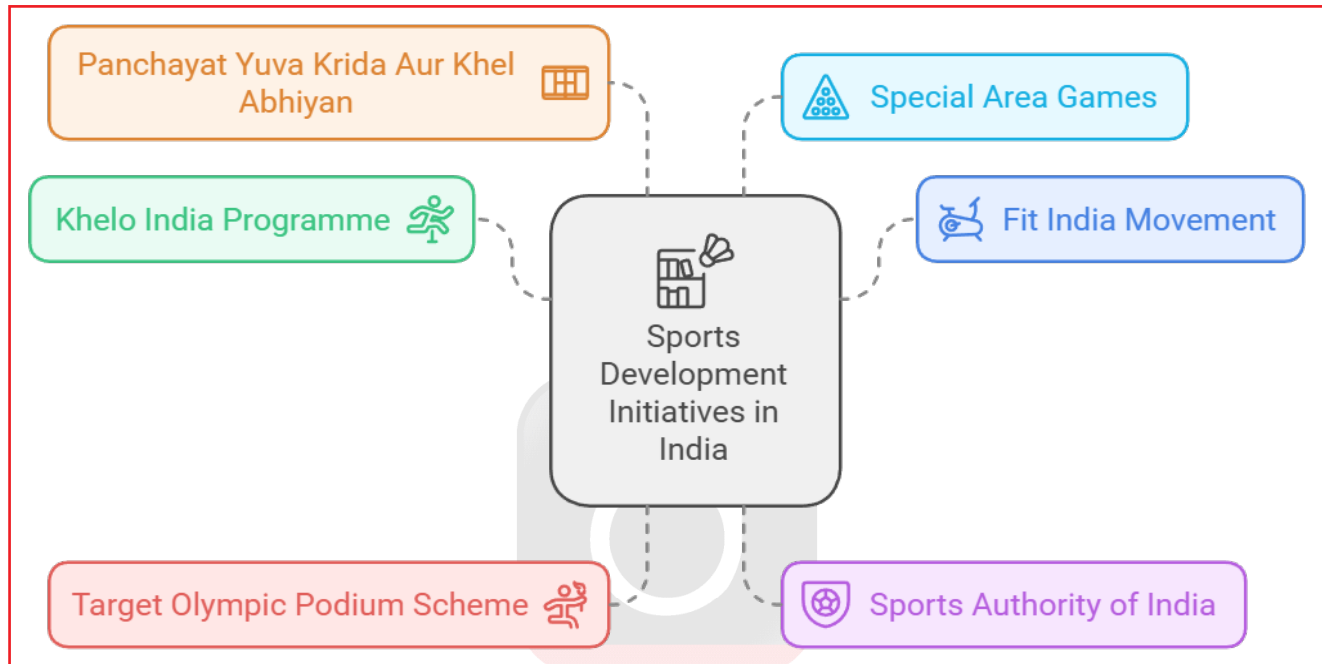 Panchayat Yuva Krida Aur Khel
Abhiyan
Special Area Games
Khelo India Programme
Fit India Movement
Sports
Development
Initiatives in
India
Target Olympic Podium Scheme
Sports Authority of India